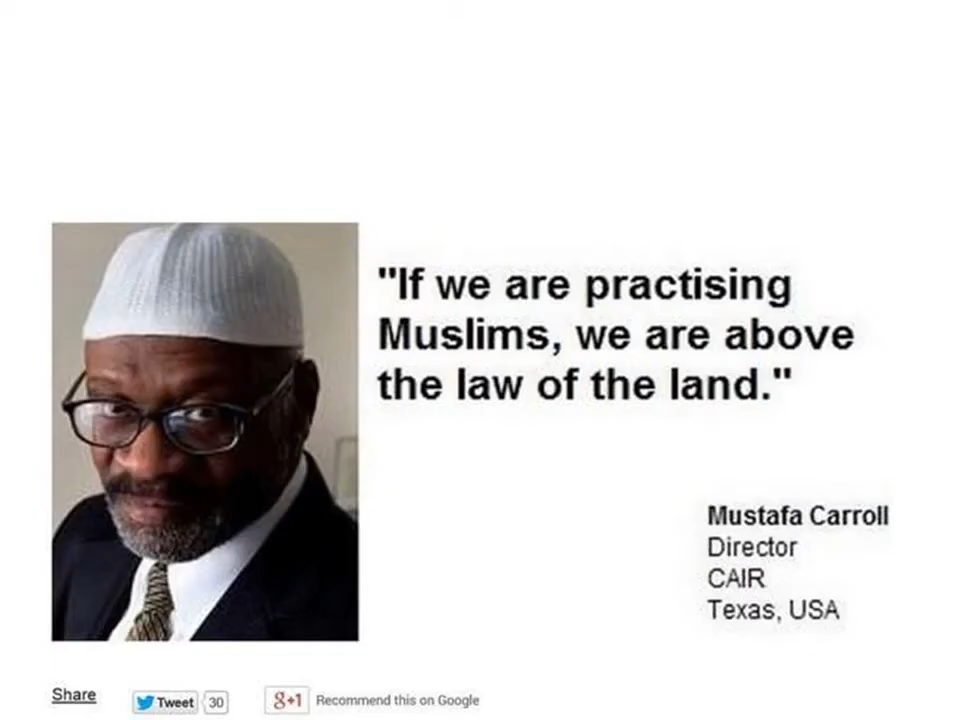 "If we are practising
Muslims, we are above
the law of the land."
Mustafa Carroll
Director
CAIR
Texas, USA
Share
Tweet 30
g+1 Recommend this on Google